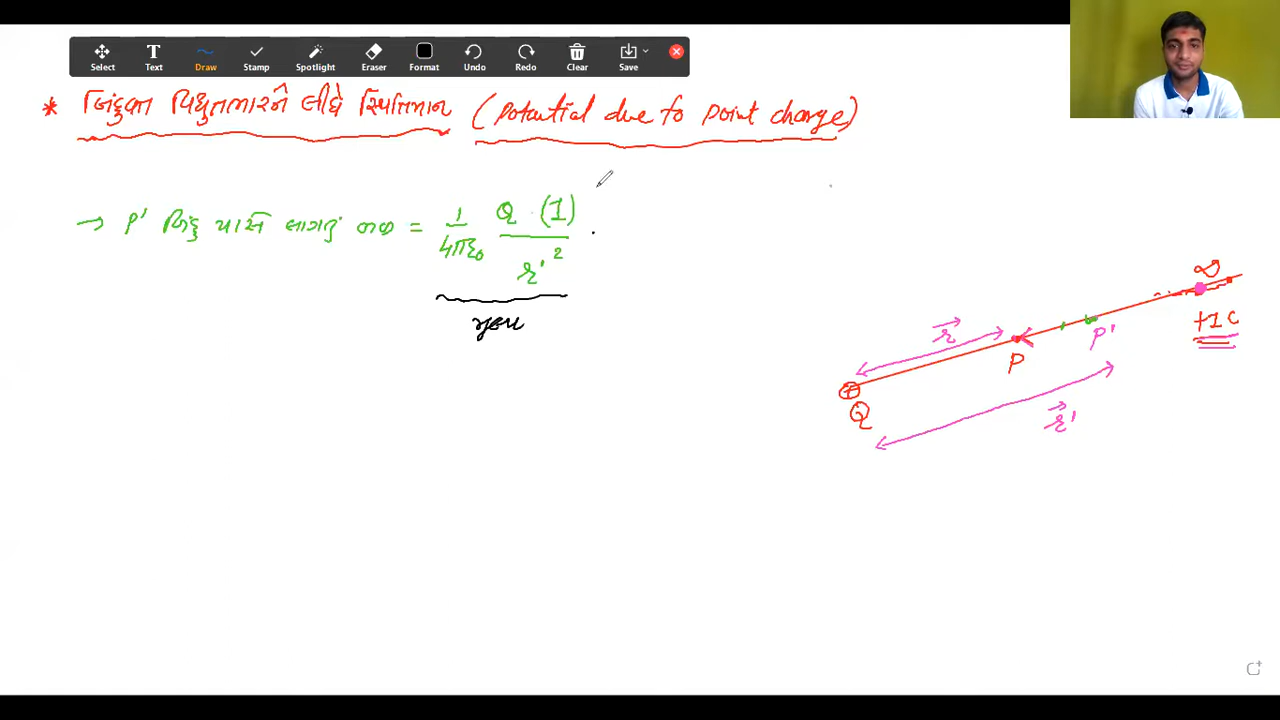 Select Text Draw Stamp Spotlight Eraser Format Undo Redo Clear Save
* બિંદુવત વિદ્યુતભારને લીધે સ્થિતિમાન (Potential due to point charge)
→ P' બિંદુ પાસે લાગતું બળ = 1/4πε₀ Q · (1)/r'² .
મૂલ્ય
∞
+1C
P'
r⃗
P
Q
r⃗'